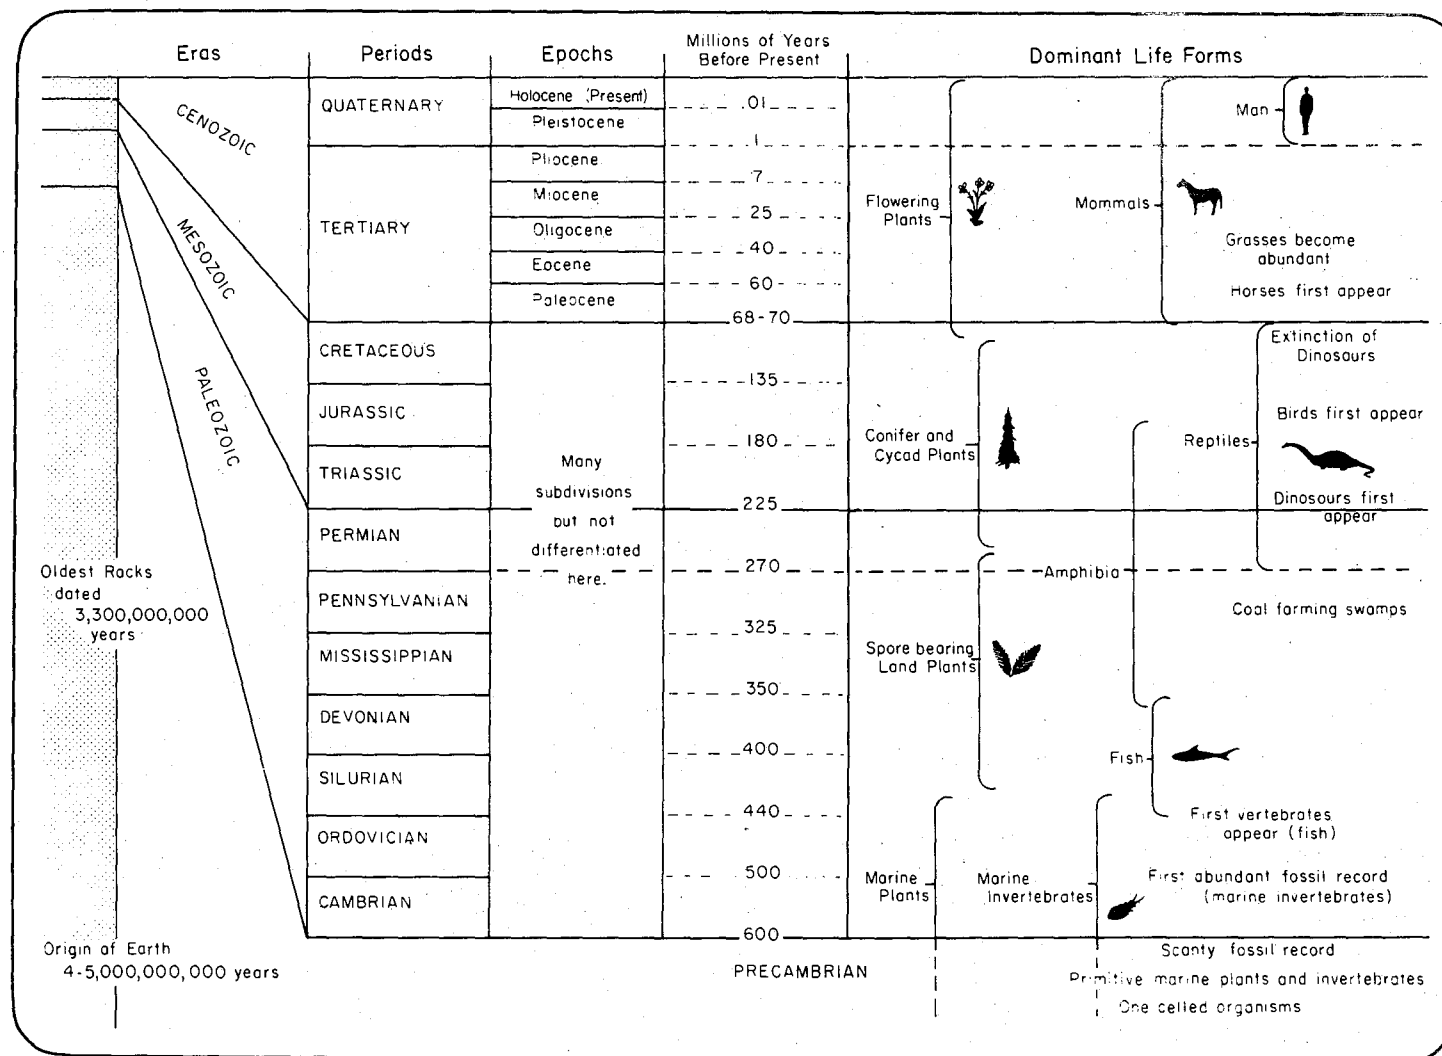 Eras
Periods
Epochs
Millions of Years
Before Present
Dominant Life Forms
CENOZOIC
MESOZOIC
PALEOZOIC
Oldest Rocks
dated
3,300,000,000
years
Origin of Earth
4-5,000,000,000 years
QUATERNARY
TERTIARY
CRETACEOUS
JURASSIC
TRIASSIC
PERMIAN
PENNSYLVANIAN
MISSISSIPPIAN
DEVONIAN
SILURIAN
ORDOVICIAN
CAMBRIAN
PRECAMBRIAN
Holocene (Present)
Pleistocene
Pliocene
Miocene
Oligocene
Eocene
Paleocene
Many
subdivisions
but not
differentiated
here.
.01
1
7
25
40
60
68-70
135
180
225
270
325
350
400
440
500
600
Man
Flowering
Plants
Mammals
Grasses become
abundant
Horses first appear
Extinction of
Dinosaurs
Birds first appear
Conifer and
Cycad Plants
Reptiles
Dinosaurs first
appear
Amphibia
Coal forming swamps
Spore bearing
Land Plants
Fish
First vertebrates
appear (fish)
Marine
Plants
Marine
invertebrates
First abundant fossil record
(marine invertebrates)
Scanty fossil record
Primitive marine plants and invertebrates
One celled organisms